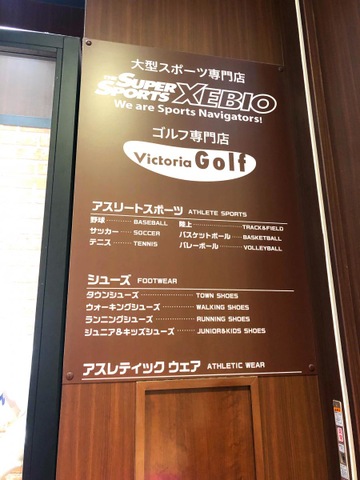 大型スポーツ専門店
THE SUPER SPORTS XEBIO
We are Sports Navigators!
ゴルフ専門店
Victoria Golf
アスリートスポーツ ATHLETE SPORTS
野球 BASEBALL 陸上 TRACK&FIELD
サッカー SOCCER バスケットボール BASKETBALL
テニス TENNIS バレーボール VOLLEYBALL
シューズ FOOTWEAR
タウンシューズ TOWN SHOES
ウォーキングシューズ WALKING SHOES
ランニングシューズ RUNNING SHOES
ジュニア&キッズシューズ JUNIOR&KIDS SHOES
アスレティック ウェア ATHLETIC WEAR